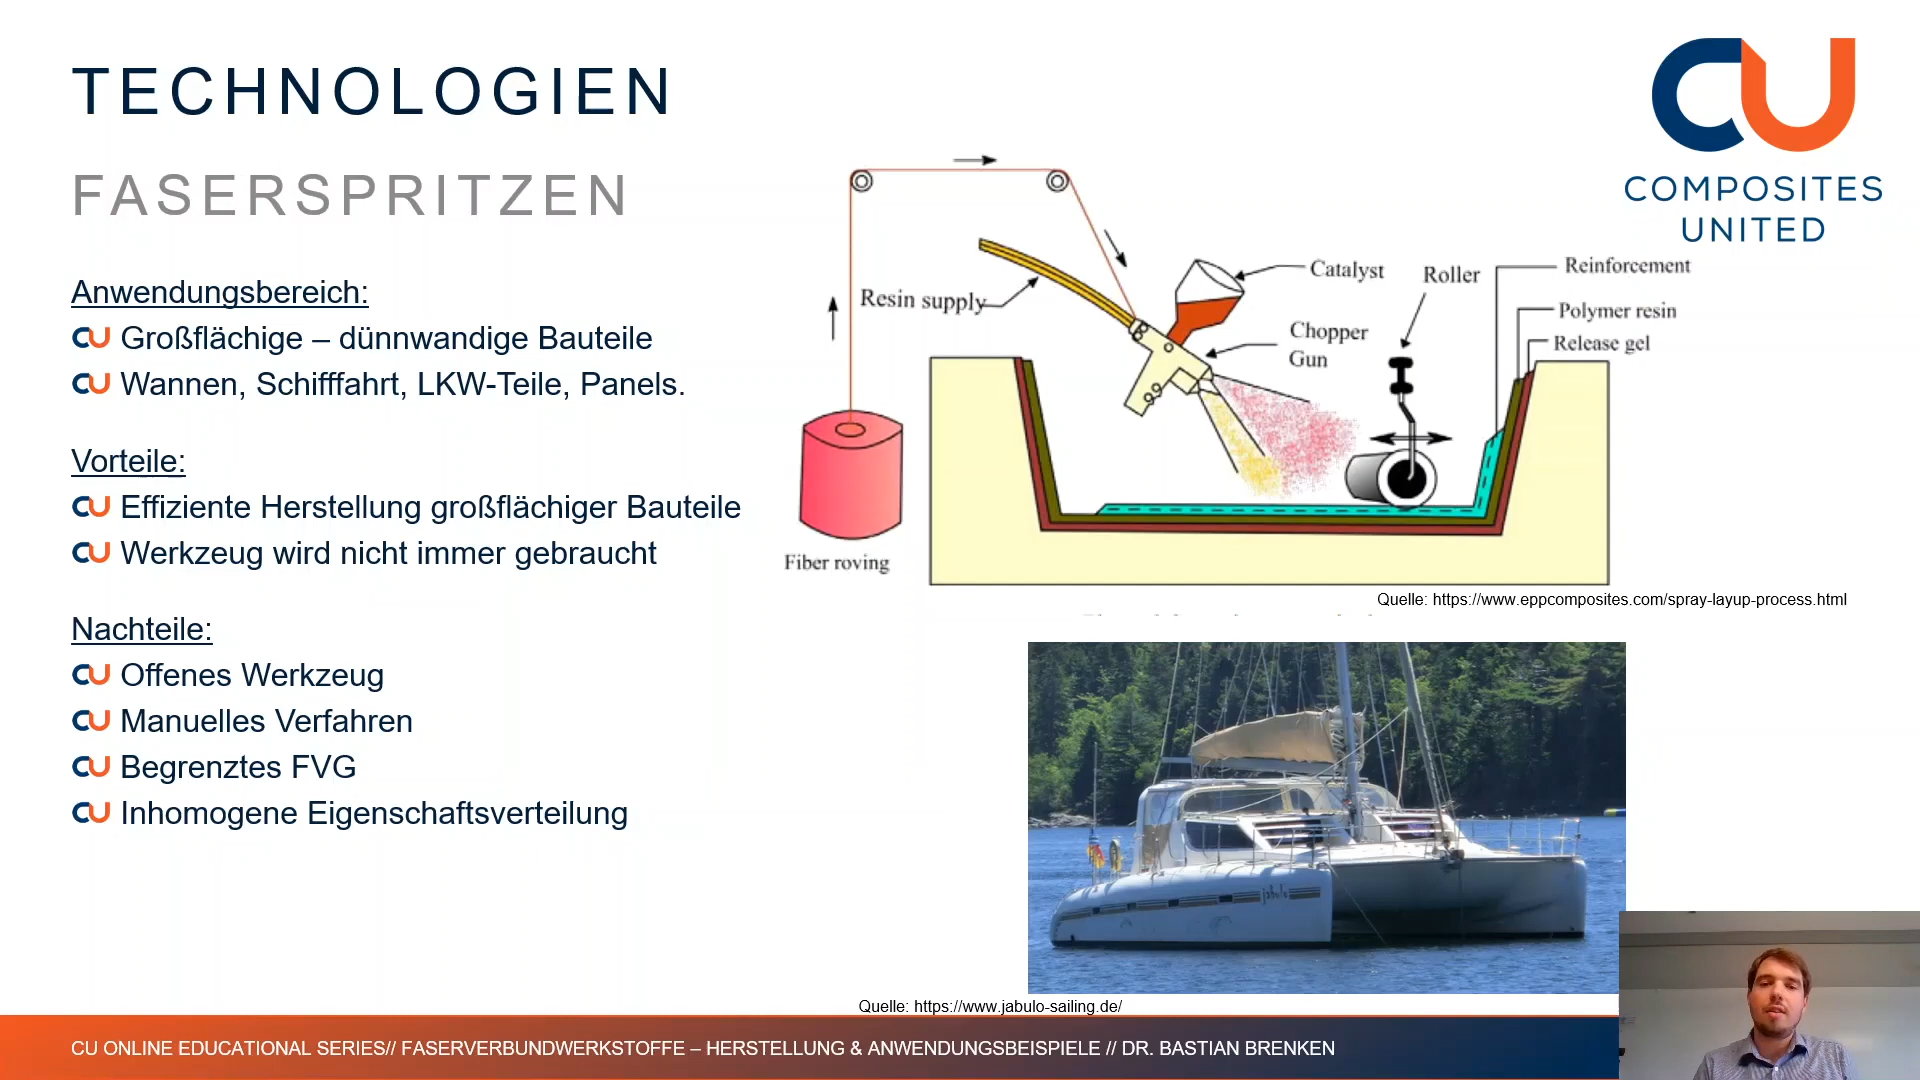 TECHNOLOGIEN
FASERSPRITZEN
Anwendungsbereich:
Großflächige – dünnwandige Bauteile
Wannen, Schifffahrt, LKW-Teile, Panels.
Vorteile:
Effiziente Herstellung großflächiger Bauteile
Werkzeug wird nicht immer gebraucht
Nachteile:
Offenes Werkzeug
Manuelles Verfahren
Begrenztes FVG
Inhomogene Eigenschaftsverteilung
CU
COMPOSITES
UNITED
Resin supply
Catalyst
Roller
Reinforcement
Polymer resin
Release gel
Chopper
Gun
Fiber roving
Quelle: https://www.eppcomposites.com/spray-layup-process.html
jabulo
Quelle: https://www.jabulo-sailing.de/
CU ONLINE EDUCATIONAL SERIES// FASERVERBUNDWERKSTOFFE – HERSTELLUNG & ANWENDUNGSBEISPIELE // DR. BASTIAN BRENKEN